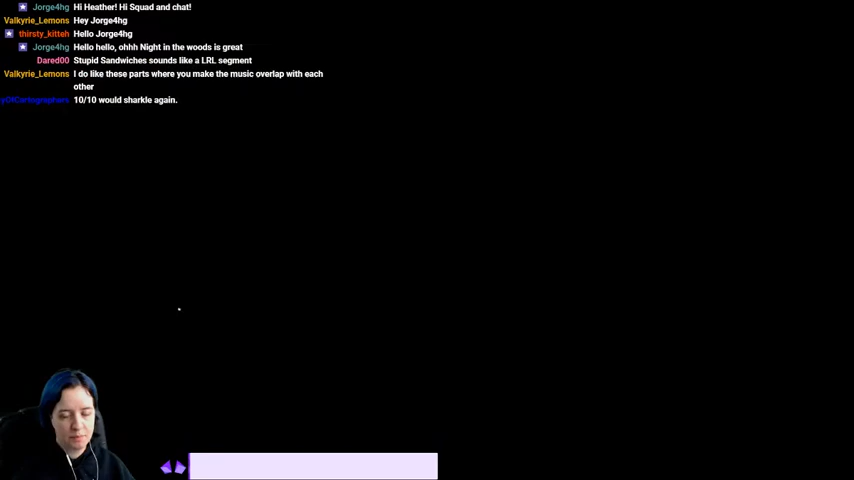 Jorge4hg Hi Heather! Hi Squad and chat!
Valkyrie_Lemons Hey Jorge4hg
thirsty_kitteh Hello Jorge4hg
Jorge4hg Hello hello, ohhh Night in the woods is great
Dared00 Stupid Sandwiches sounds like a LRL segment
Valkyrie_Lemons I do like these parts where you make the music overlap with each
other
yOfCartographers 10/10 would sharkle again.